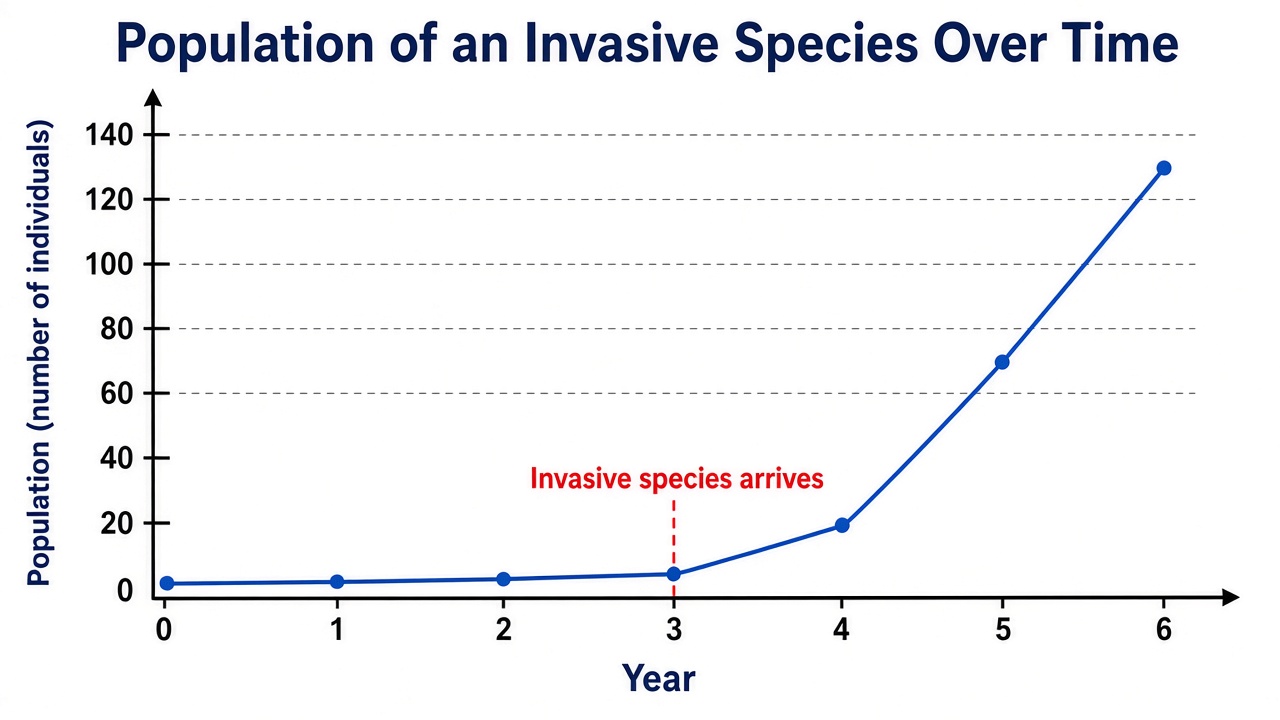 Population of an Invasive Species Over Time
Population (number of individuals)
140
120
100
80
60
40
20
0
Invasive species arrives
0 1 2 3 4 5 6
Year